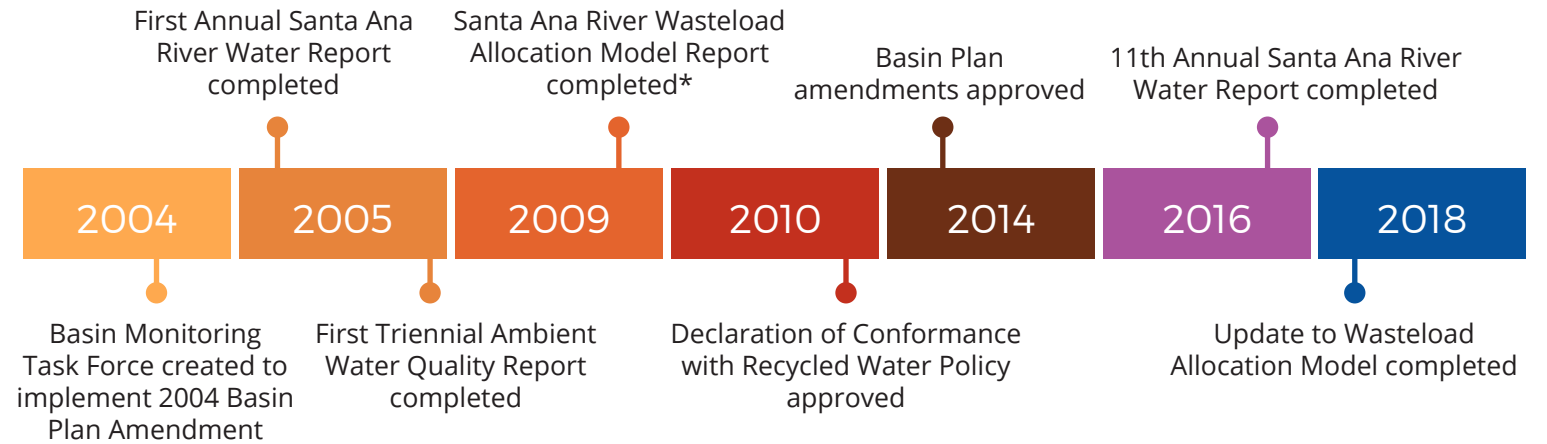 First Annual Santa Ana
River Water Report
completed
Santa Ana River Wasteload
Allocation Model Report
completed*
Basin Plan
amendments approved
11th Annual Santa Ana River
Water Report completed
2004
2005
2009
2010
2014
2016
2018
Basin Monitoring
Task Force created to
implement 2004 Basin
Plan Amendment
First Triennial Ambient
Water Quality Report
completed
Declaration of Conformance
with Recycled Water Policy
approved
Update to Wasteload
Allocation Model completed